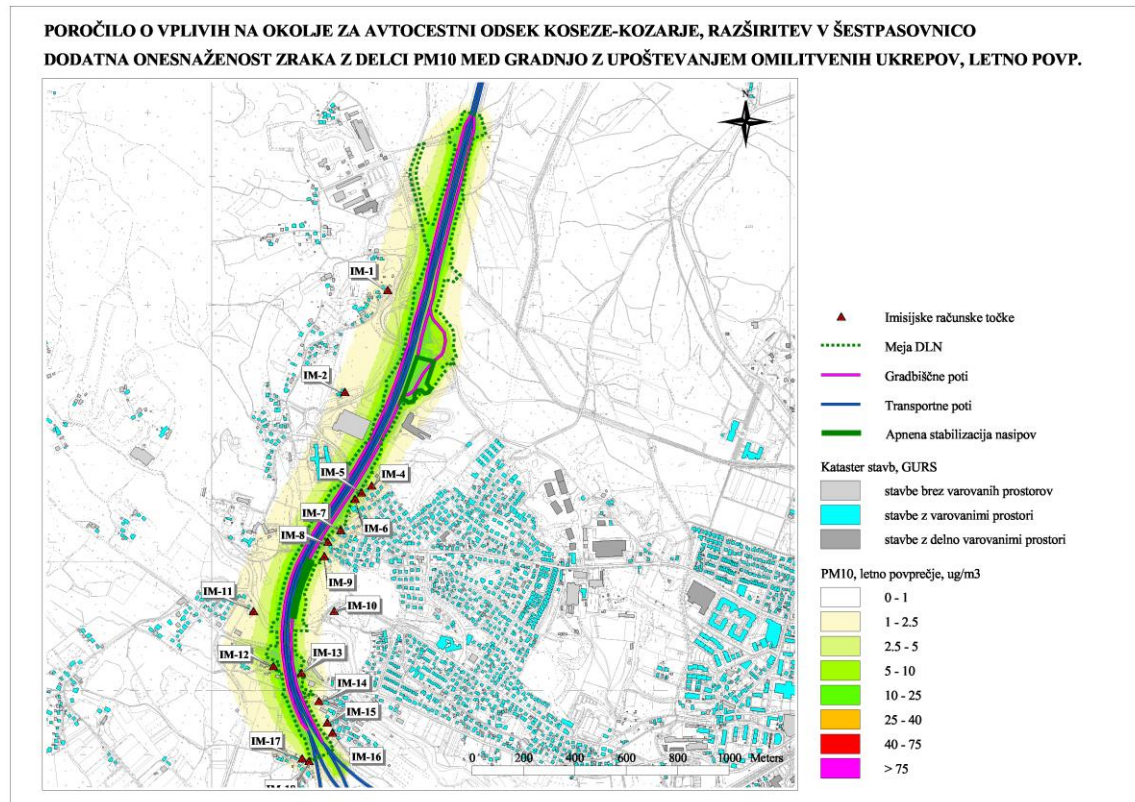 POROČILO O VPLIVIH NA OKOLJE ZA AVTOCESTNI ODSEK KOSEZE-KOZARJE, RAZŠIRITEV V ŠESTPASOVNICO
DODATNA ONESNAŽENOST ZRAKA Z DELCI PM10 MED GRADNJO Z UPOŠTEVANJEM OMILITVENIH UKREPOV, LETNO POVP.
N
IM-1
IM-2
IM-5
IM-4
IM-7
IM-6
IM-8
IM-9
IM-11
IM-10
IM-12
IM-13
IM-14
IM-15
IM-17
IM-16
0 200 400 600 800 1000 Meters
Imisijske računske točke
Meja DLN
Gradbiščne poti
Transportne poti
Apnena stabilizacija nasipov
Kataster stavb, GURS
stavbe brez varovanih prostorov
stavbe z varovanimi prostori
stavbe z delno varovanimi prostori
PM10, letno povprečje, ug/m3
0 - 1
1 - 2.5
2.5 - 5
5 - 10
10 - 25
25 - 40
40 - 75
> 75